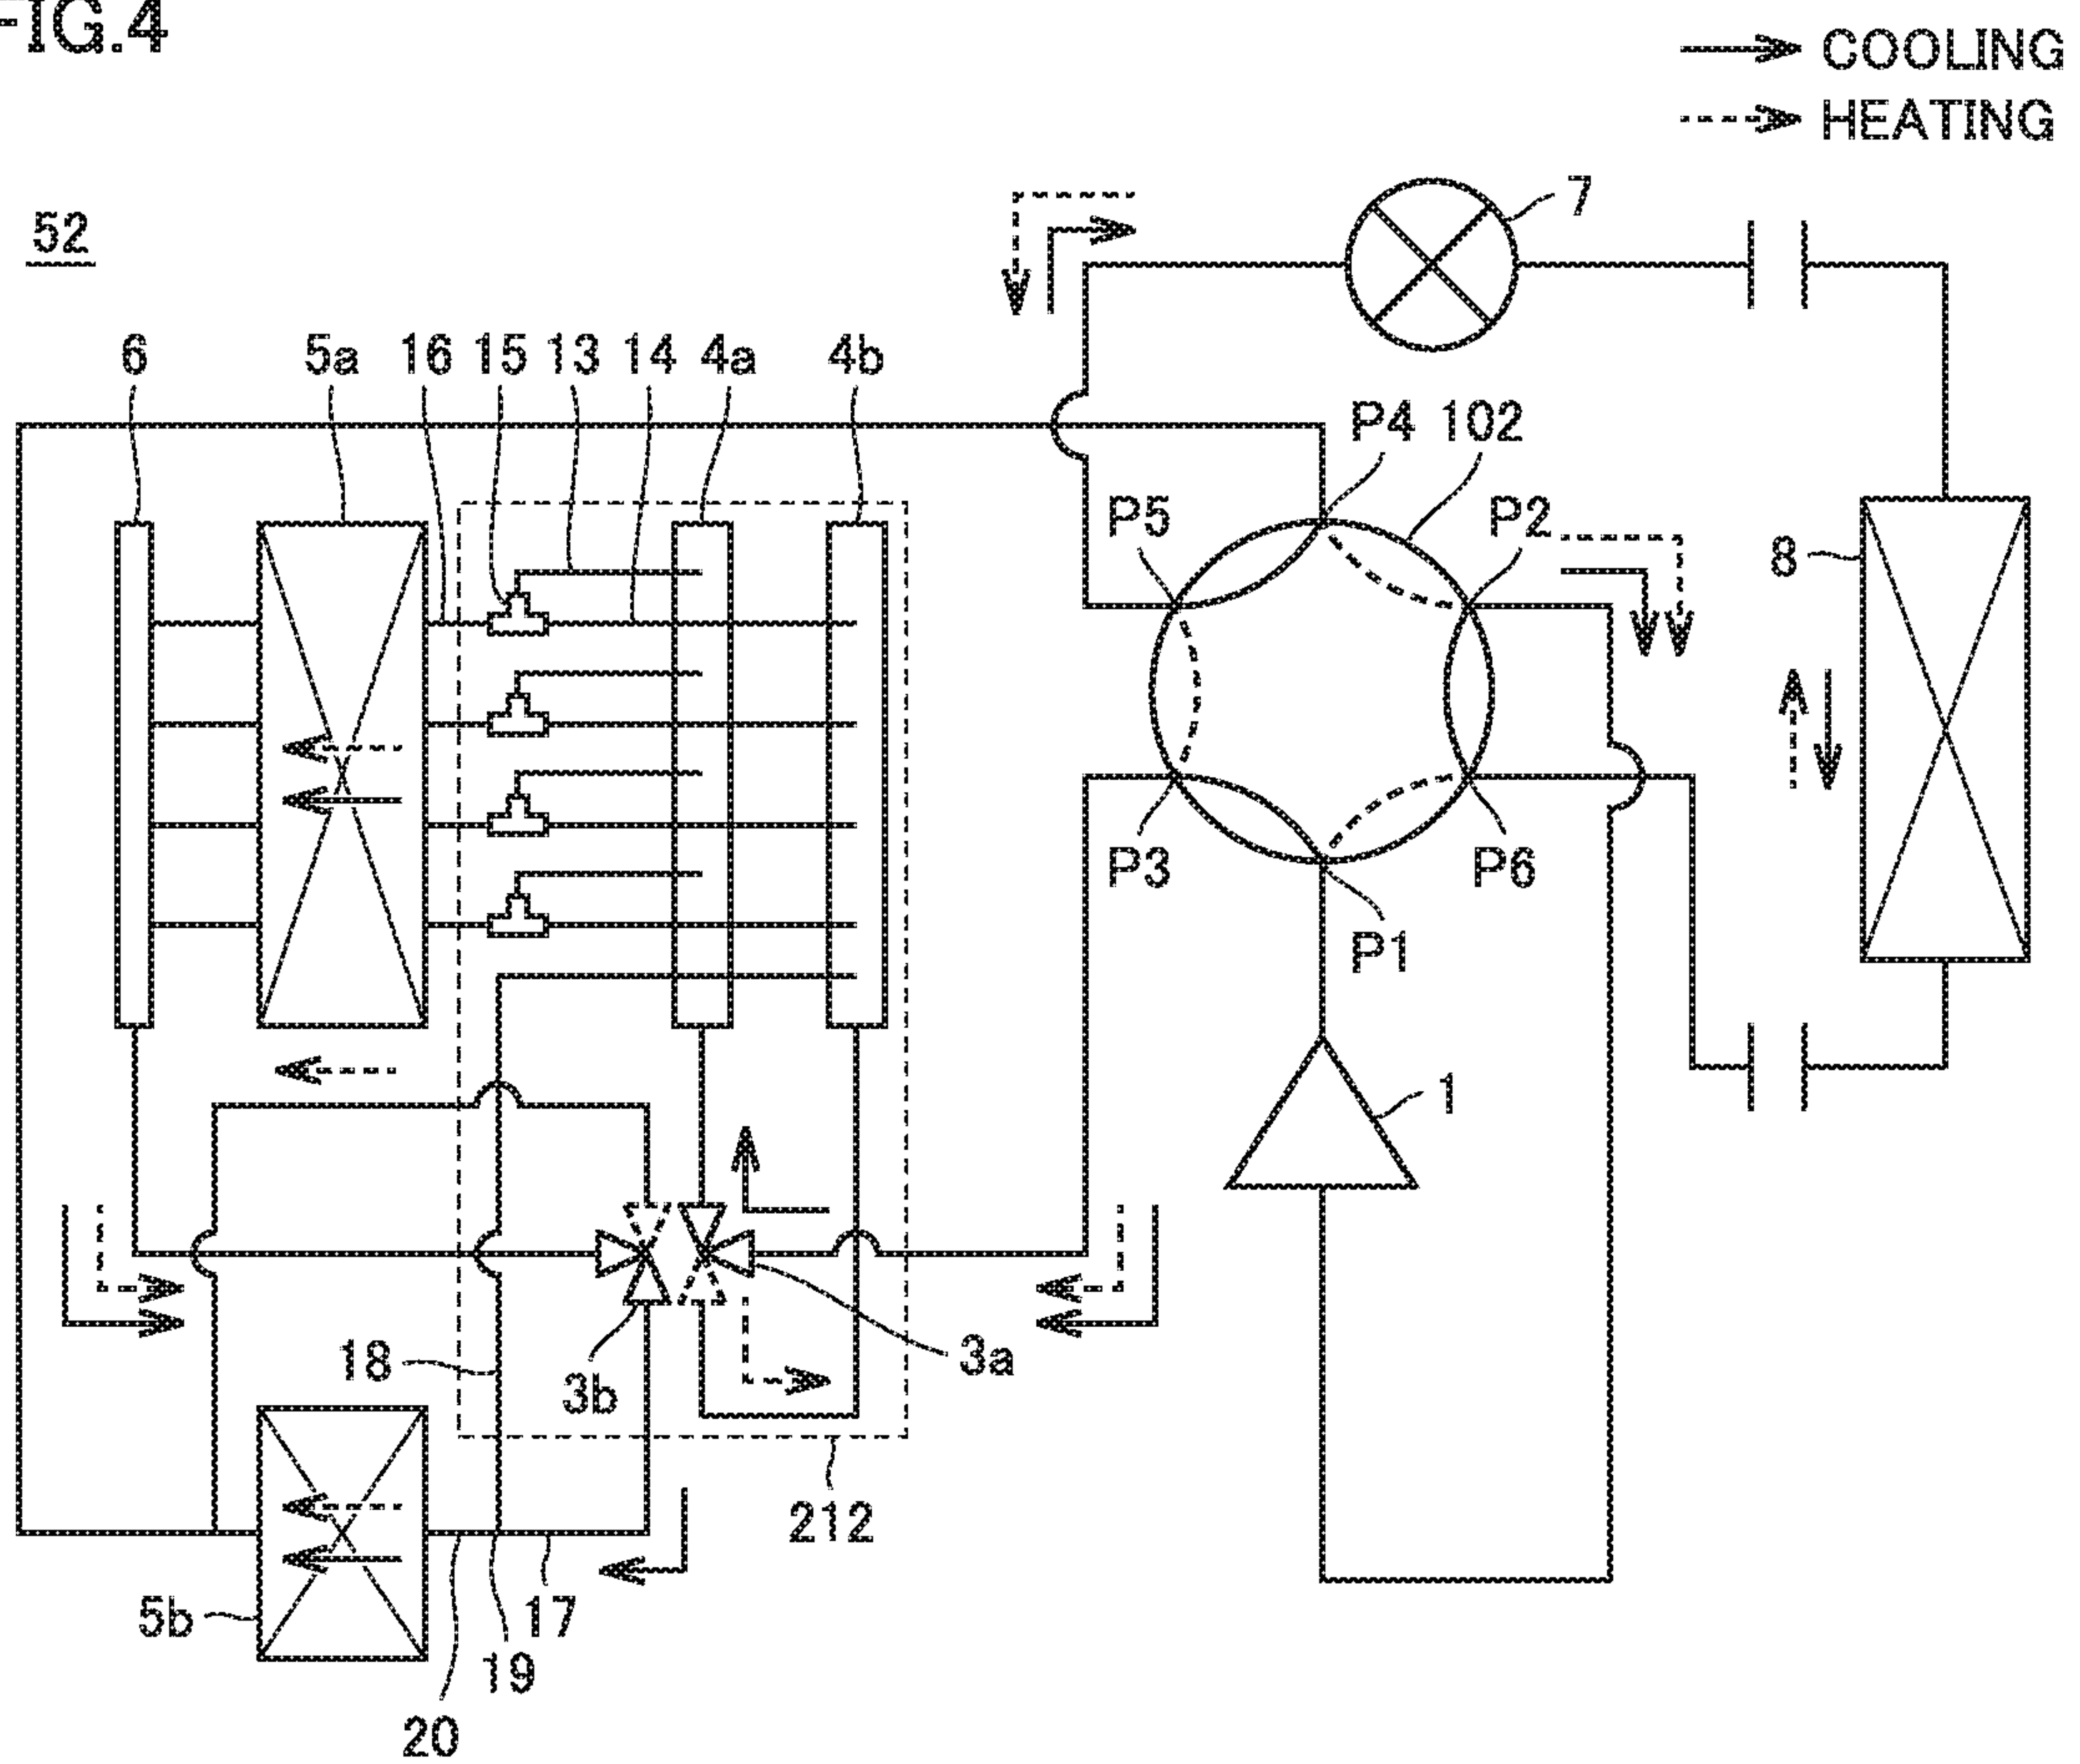 FIG.4
COOLING
HEATING
52
7
6 5a 16 15 13 14 4a 4b
P4 102
P5 P2
8
P3 P6
P1
1
18 3b 3a
212
5b 17
19
20